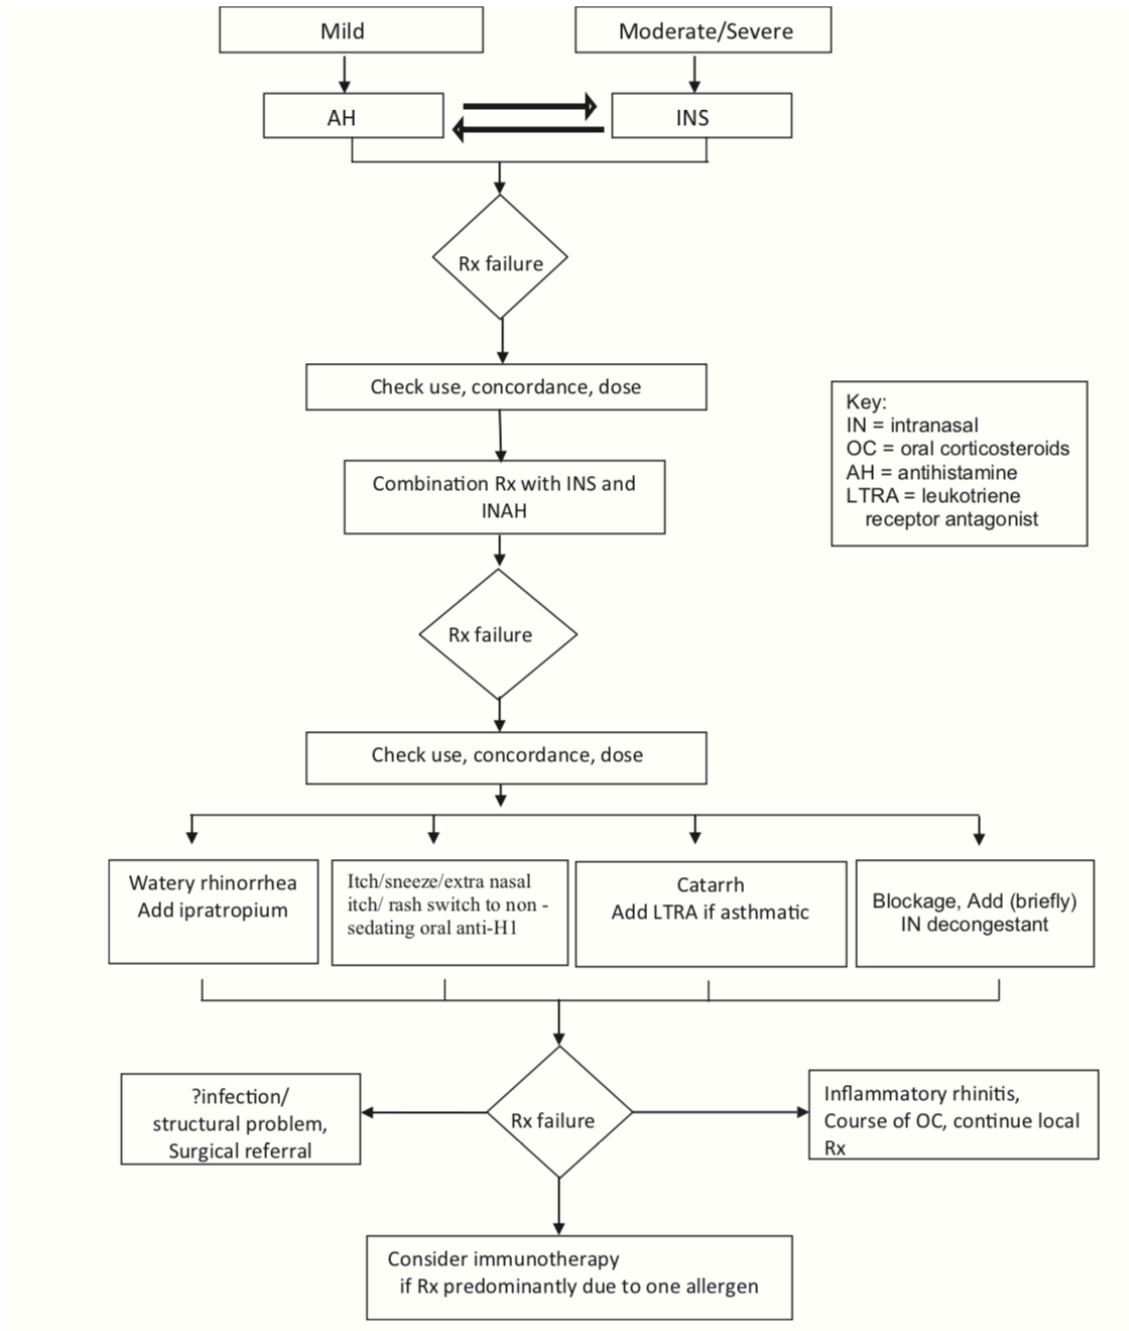 Mild
Moderate/Severe
AH
INS
Rx failure
Check use, concordance, dose
Combination Rx with INS and
INAH
Key:
IN = intranasal
OC = oral corticosteroids
AH = antihistamine
LTRA = leukotriene
receptor antagonist
Rx failure
Check use, concordance, dose
Watery rhinorrhea
Add ipratropium
Itch/sneeze/extra nasal
itch/ rash switch to non -
sedating oral anti-H1
Catarrh
Add LTRA if asthmatic
Blockage, Add (briefly)
IN decongestant
?infection/
structural problem,
Surgical referral
Rx failure
Inflammatory rhinitis,
Course of OC, continue local
Rx
Consider immunotherapy
if Rx predominantly due to one allergen